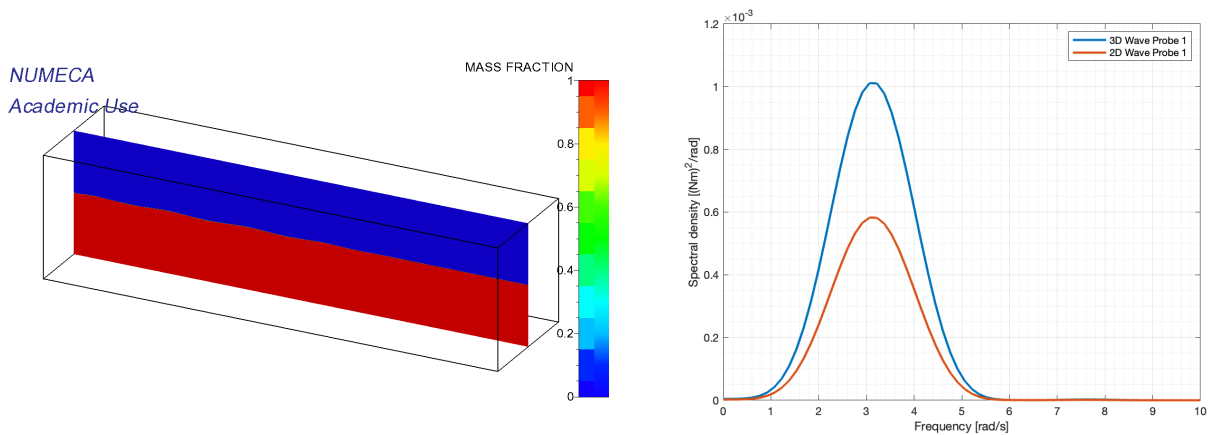 NUMECA
Academic Use
MASS FRACTION
1
0.8
0.6
0.4
0.2
0
×10⁻³
1.2
1
0.8
0.6
0.4
0.2
0
Spectral density [(Nm)²/rad]
3D Wave Probe 1
2D Wave Probe 1
0 1 2 3 4 5 6 7 8 9 10
Frequency [rad/s]